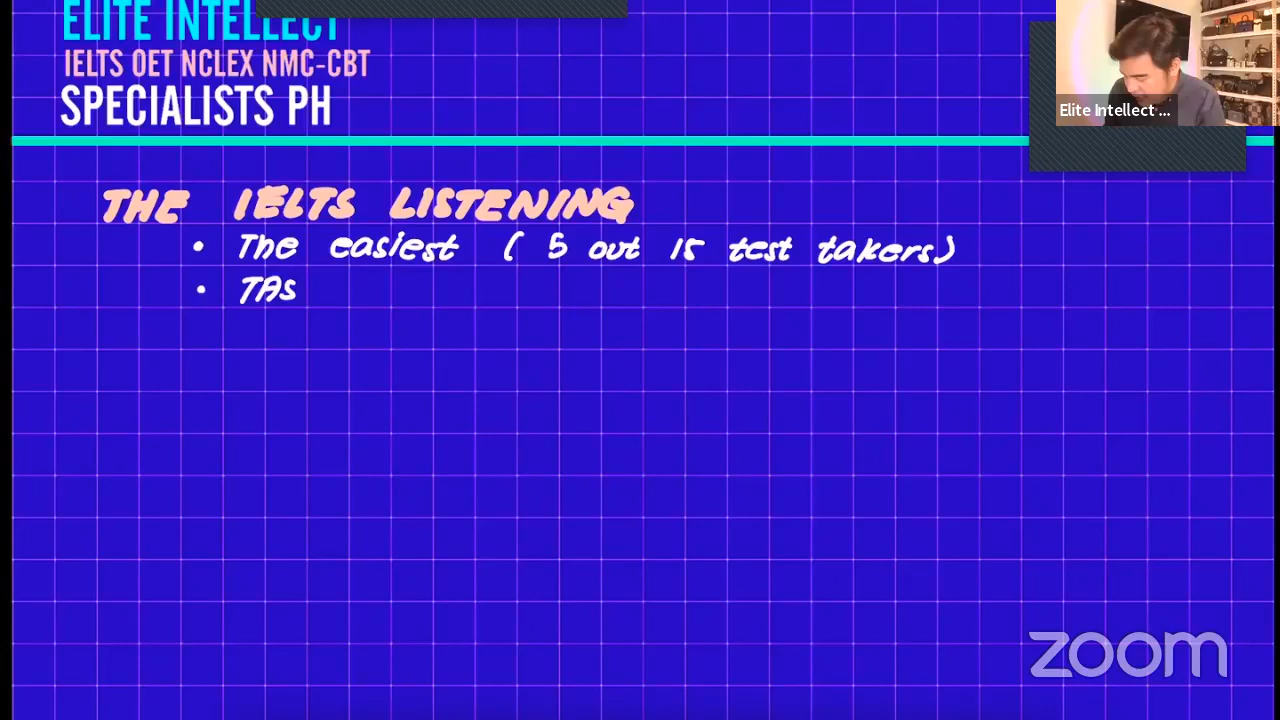 ELITE INTELLECT
IELTS OET NCLEX NMC-CBT
SPECIALISTS PH
Elite Intellect ...
THE IELTS LISTENING
• The easiest ( 5 out 15 test takers)
• TAs
zoom